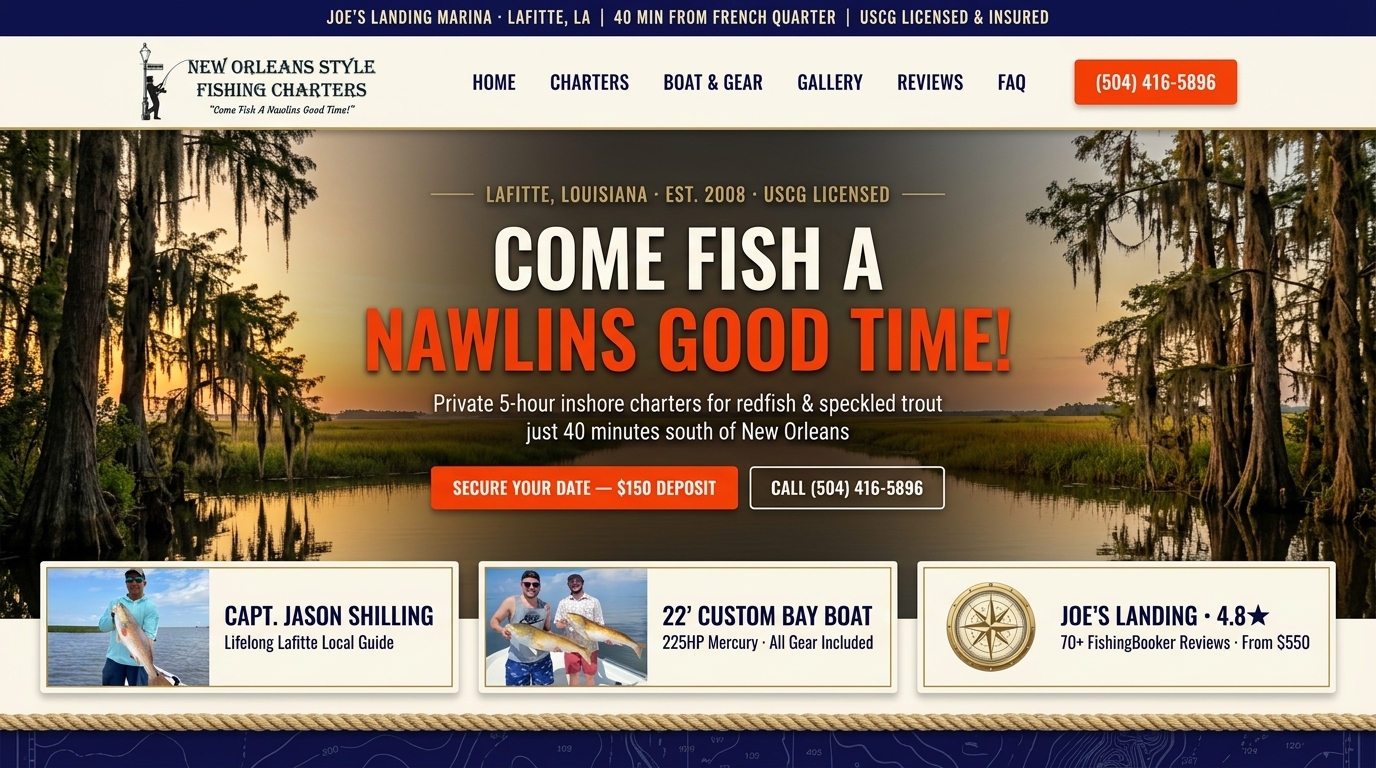 JOE'S LANDING MARINA · LAFITTE, LA | 40 MIN FROM FRENCH QUARTER | USCG LICENSED & INSURED
NEW ORLEANS STYLE
FISHING CHARTERS
"Come Fish A Nawlins Good Time!"
HOME
CHARTERS
BOAT & GEAR
GALLERY
REVIEWS
FAQ
(504) 416-5896
LAFITTE, LOUISIANA · EST. 2008 · USCG LICENSED
COME FISH A
NAWLINS GOOD TIME!
Private 5-hour inshore charters for redfish & speckled trout
just 40 minutes south of New Orleans
SECURE YOUR DATE — $150 DEPOSIT
CALL (504) 416-5896
CAPT. JASON SHILLING
Lifelong Lafitte Local Guide
22' CUSTOM BAY BOAT
225HP Mercury · All Gear Included
JOE'S LANDING · 4.8★
70+ FishingBooker Reviews · From $550